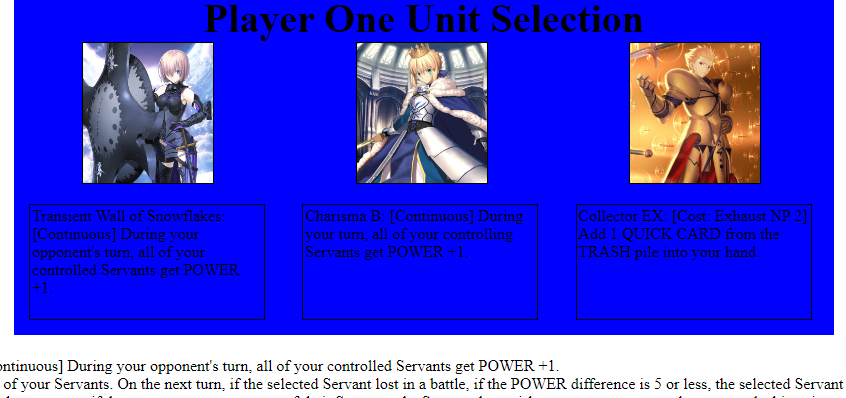 Player One Unit Selection
Transient Wall of Snowflakes:
[Continuous] During your
opponent's turn, all of your
controlled Servants get POWER
+1.
Charisma B: [Continuous] During
your turn, all of your controlling
Servants get POWER +1.
Collector EX: [Cost: Exhaust NP 2]
Add 1 QUICK CARD from the
TRASH pile into your hand.
ontinuous] During your opponent's turn, all of your controlled Servants get POWER +1.
of your Servants. On the next turn, if the selected Servant lost in a battle, if the POWER difference is 5 or less, the selected Servant